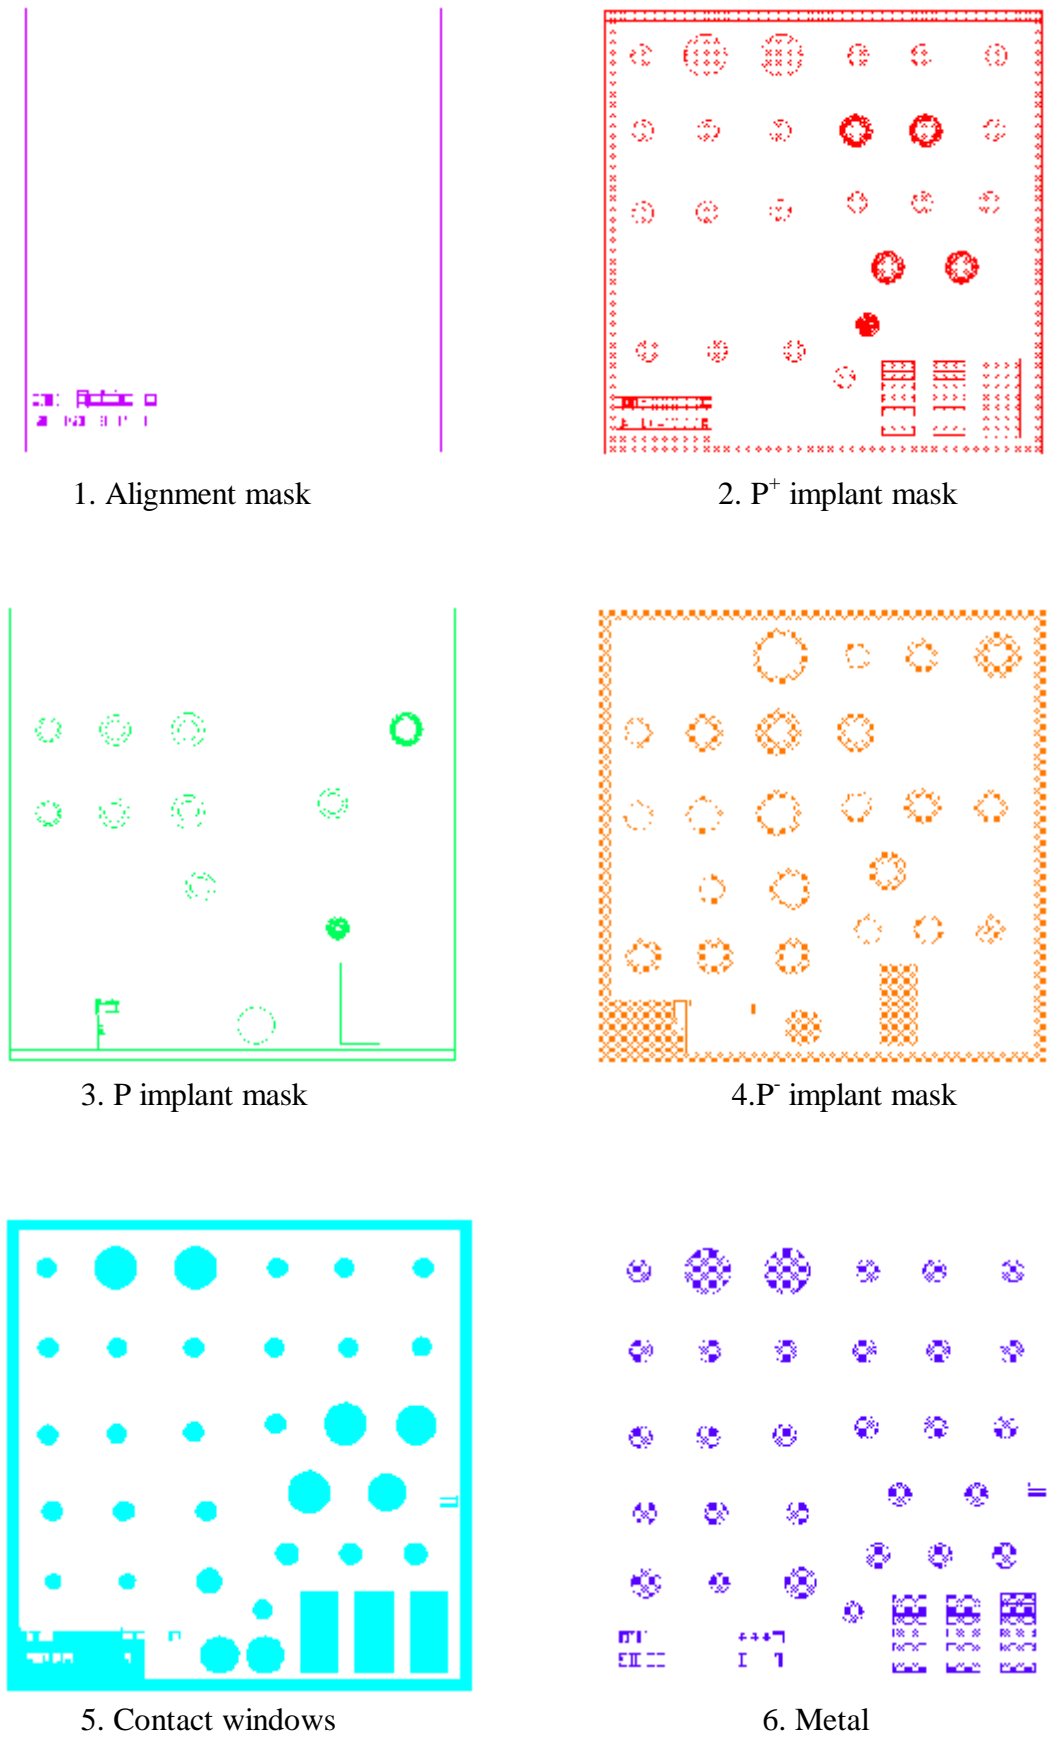 1. Alignment mask
2. P⁺ implant mask
3. P implant mask
4.P⁻ implant mask
5. Contact windows
6. Metal